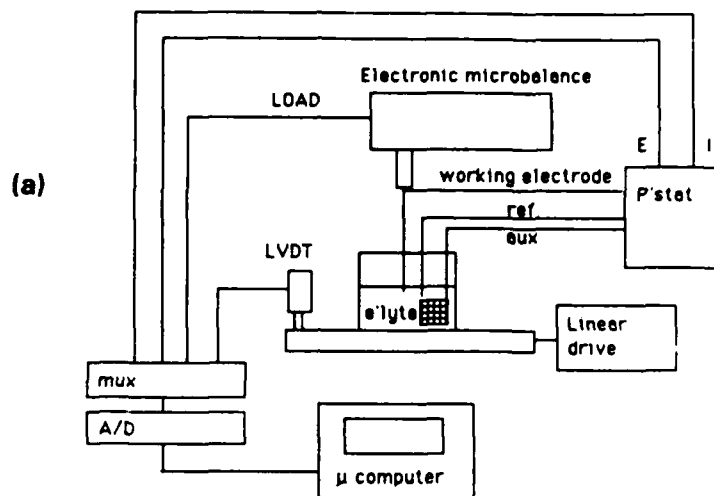 Electronic microbalance
LOAD
E I
(a)
working electrode
P'stat
ref.
aux
LVDT
e'lyte
Linear
drive
mux
A/D
µ computer